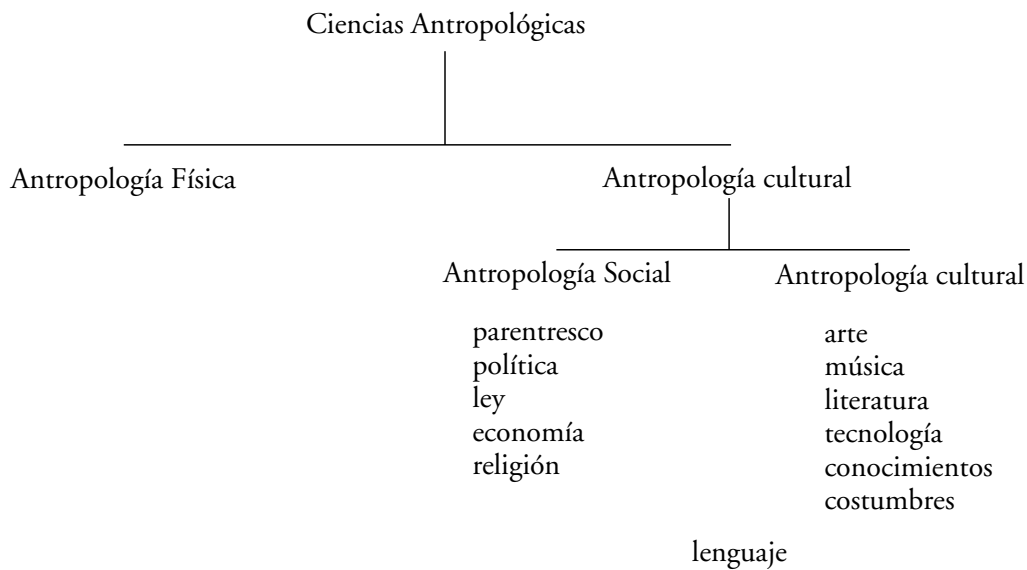 Ciencias Antropológicas
Antropología Física
Antropología cultural
Antropología Social
Antropología cultural
parentresco
política
ley
economía
religión
arte
música
literatura
tecnología
conocimientos
costumbres
lenguaje